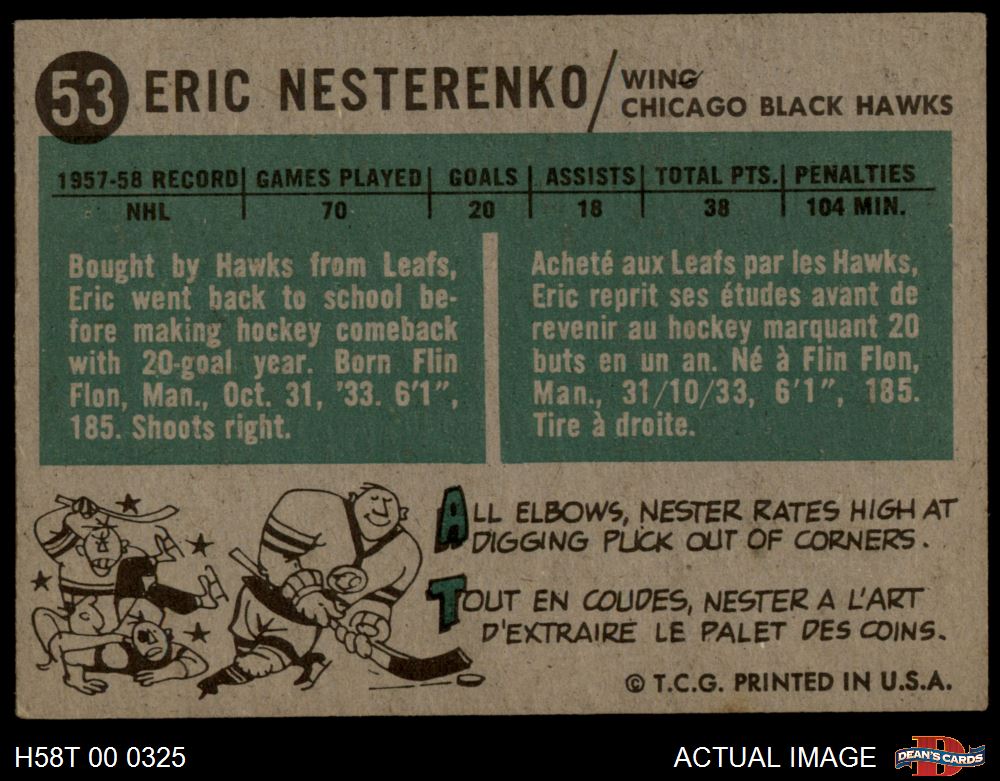 53 ERIC NESTERENKO / WING
CHICAGO BLACK HAWKS
1957-58 RECORD GAMES PLAYED GOALS ASSISTS TOTAL PTS. PENALTIES
NHL 70 20 18 38 104 MIN.
Bought by Hawks from Leafs,
Eric went back to school be-
fore making hockey comeback
with 20-goal year. Born Flin
Flon, Man., Oct. 31, '33. 6'1",
185. Shoots right.
Acheté aux Leafs par les Hawks,
Eric reprit ses études avant de
revenir au hockey marquant 20
buts en un an. Né à Flin Flon,
Man., 31/10/33, 6'1", 185.
Tire à droite.
ALL ELBOWS, NESTER RATES HIGH AT
DIGGING PUCK OUT OF CORNERS.
TOUT EN COUDES, NESTER A L'ART
D'EXTRAIRE LE PALET DES COINS.
© T.C.G. PRINTED IN U.S.A.
H58T 00 0325
ACTUAL IMAGE
D
DEAN'S CARDS